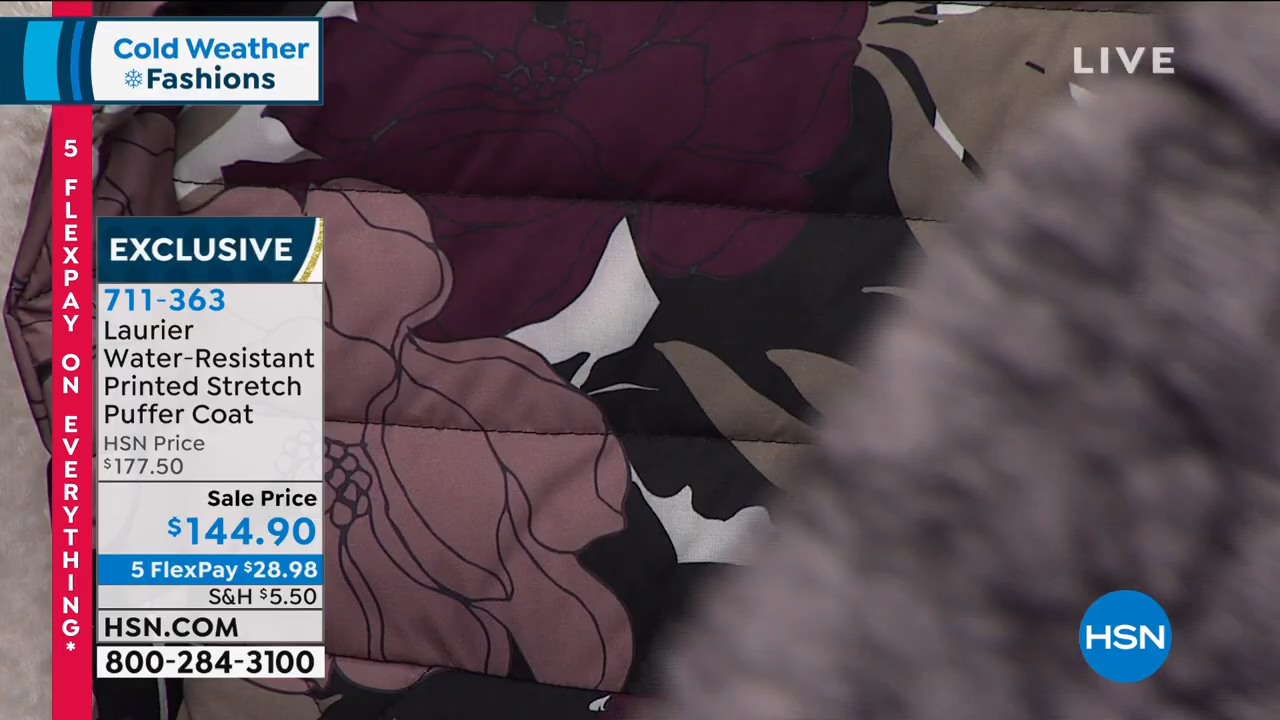 Cold Weather
Fashions
LIVE
5 FLEXPAY ON EVERYTHING*
EXCLUSIVE
711-363
Laurier
Water-Resistant
Printed Stretch
Puffer Coat
HSN Price
$177.50
Sale Price
$144.90
5 FlexPay $28.98
S&H $5.50
HSN.COM
800-284-3100
HSN